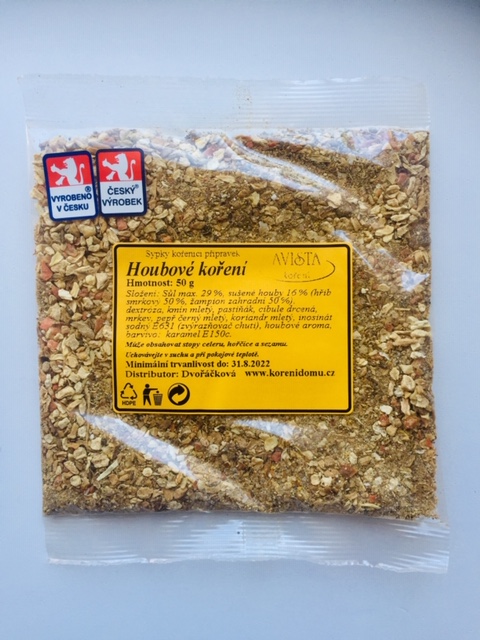 VYROBENO®
V ČESKU
ČESKÝ®
VÝROBEK
Sypký kořenicí přípravek
Houbové koření
AVISTA
koření
Hmotnost: 50 g
Složení: Sůl max. 29 %, sušené houby 16 % (hřib
smrkový 50 %, žampion zahradní 50 %),
dextróza, kmín mletý, pastiňák, cibule drcená,
mrkev, pepř černý mletý, koriandr mletý, inosinát
sodný E631 (zvýrazňovač chuti), houbové aroma,
barvivo: karamel E150c.
Může obsahovat stopy celeru, hořčice a sezamu.
Uchovávejte v suchu a při pokojové teplotě.
Minimální trvanlivost do: 31.8.2022
Distributor: Dvořáčková www.korenidomu.cz
HDPE